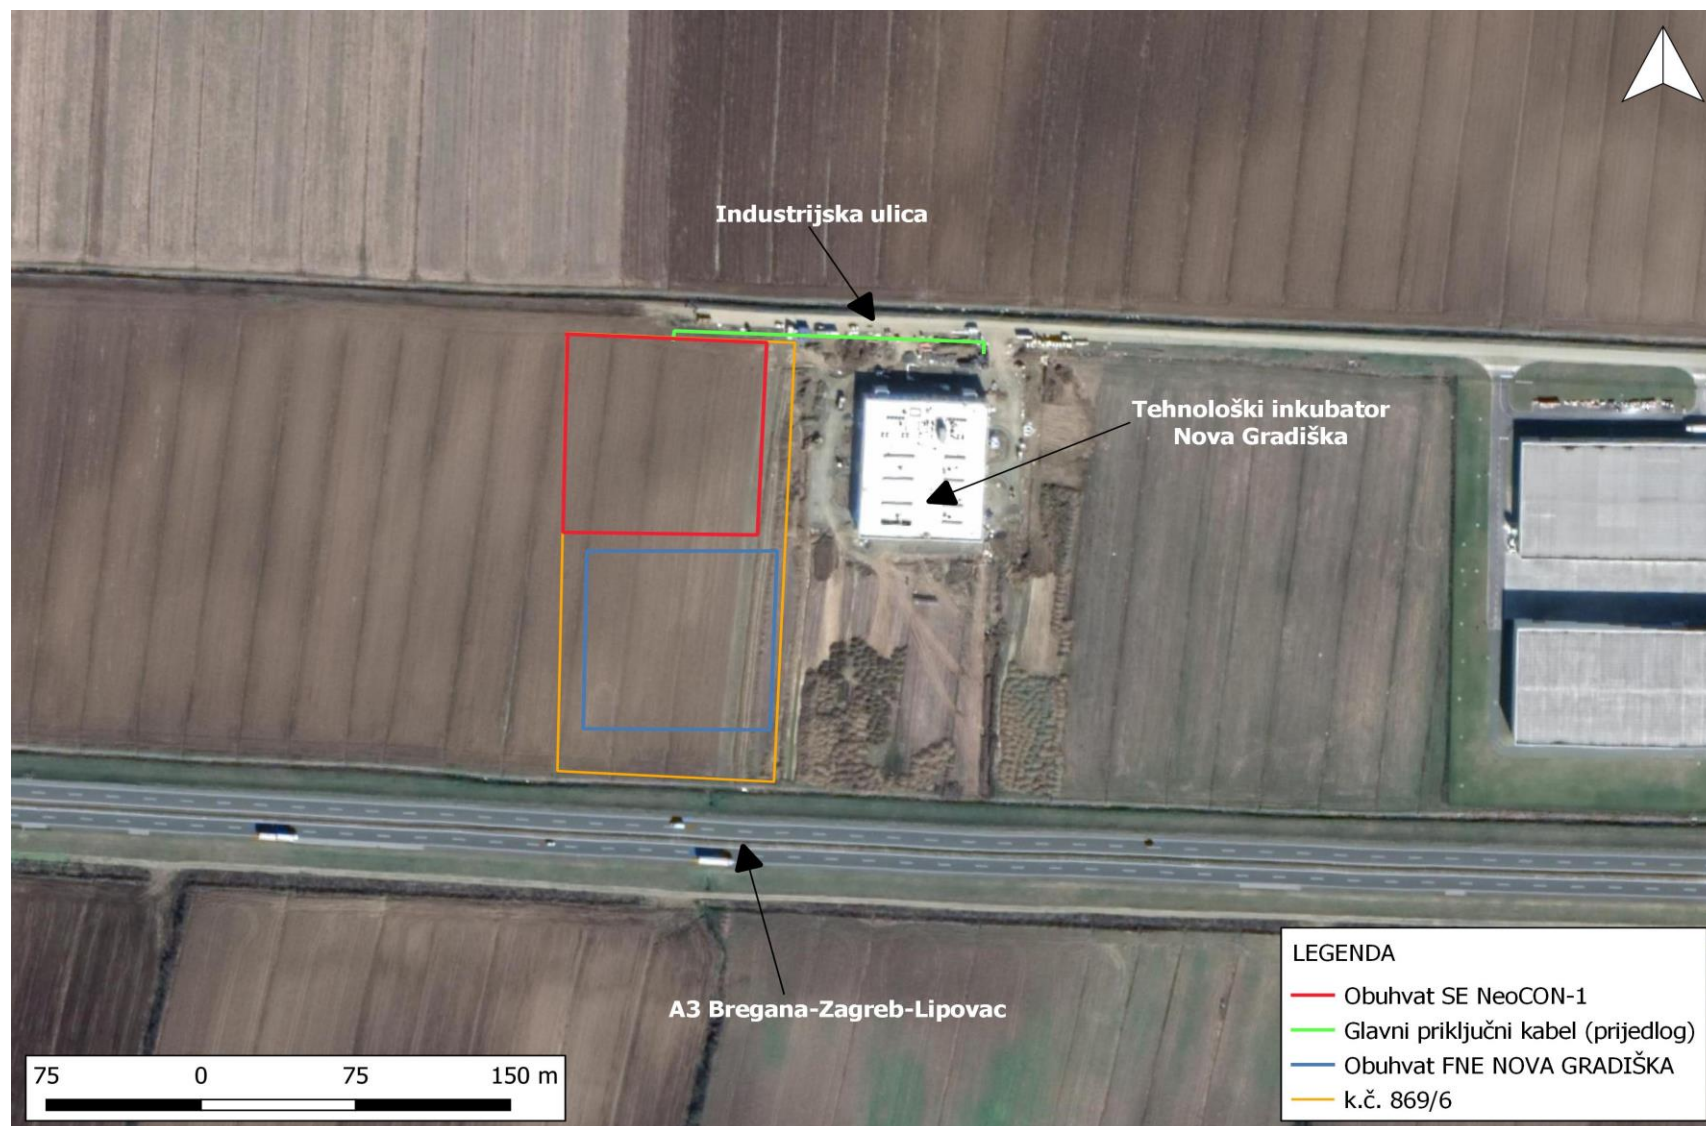 Industrijska ulica
Tehnološki inkubator
Nova Gradiška
A3 Bregana-Zagreb-Lipovac
75 0 75 150 m
LEGENDA
Obuhvat SE NeoCON-1
Glavni priključni kabel (prijedlog)
Obuhvat FNE NOVA GRADIŠKA
k.č. 869/6